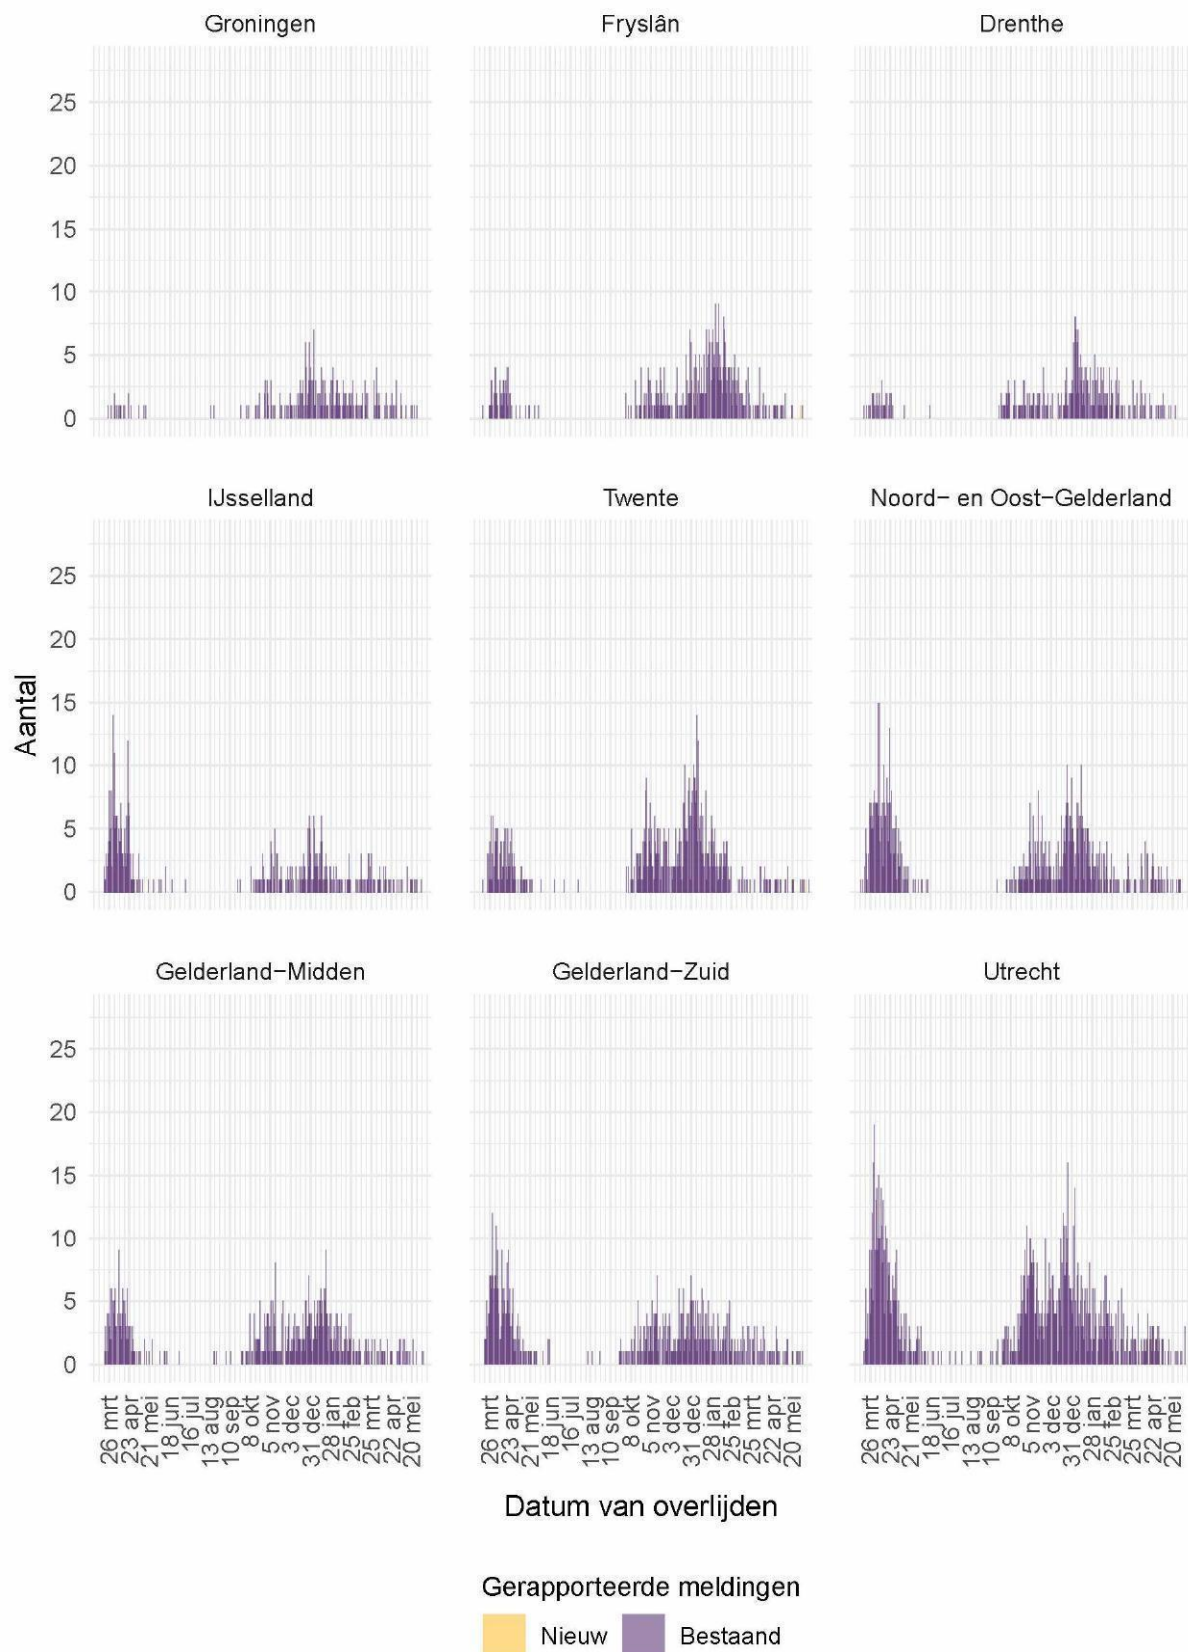 Groningen
Fryslân
Drenthe
25
20
15
10
5
0
IJsselland
Twente
Noord- en Oost-Gelderland
Aantal
25
20
15
10
5
0
Gelderland-Midden
Gelderland-Zuid
Utrecht
25
20
15
10
5
0
26 mrt
23 apr
21 mei
18 jun
16 jul
13 aug
10 sep
8 okt
5 nov
3 dec
31 dec
28 jan
25 feb
25 mrt
22 apr
20 mei
26 mrt
23 apr
21 mei
18 jun
16 jul
13 aug
10 sep
8 okt
5 nov
3 dec
31 dec
28 jan
25 feb
25 mrt
22 apr
20 mei
26 mrt
23 apr
21 mei
18 jun
16 jul
13 aug
10 sep
8 okt
5 nov
3 dec
31 dec
28 jan
25 feb
25 mrt
22 apr
20 mei
Datum van overlijden
Gerapporteerde meldingen
Nieuw
Bestaand